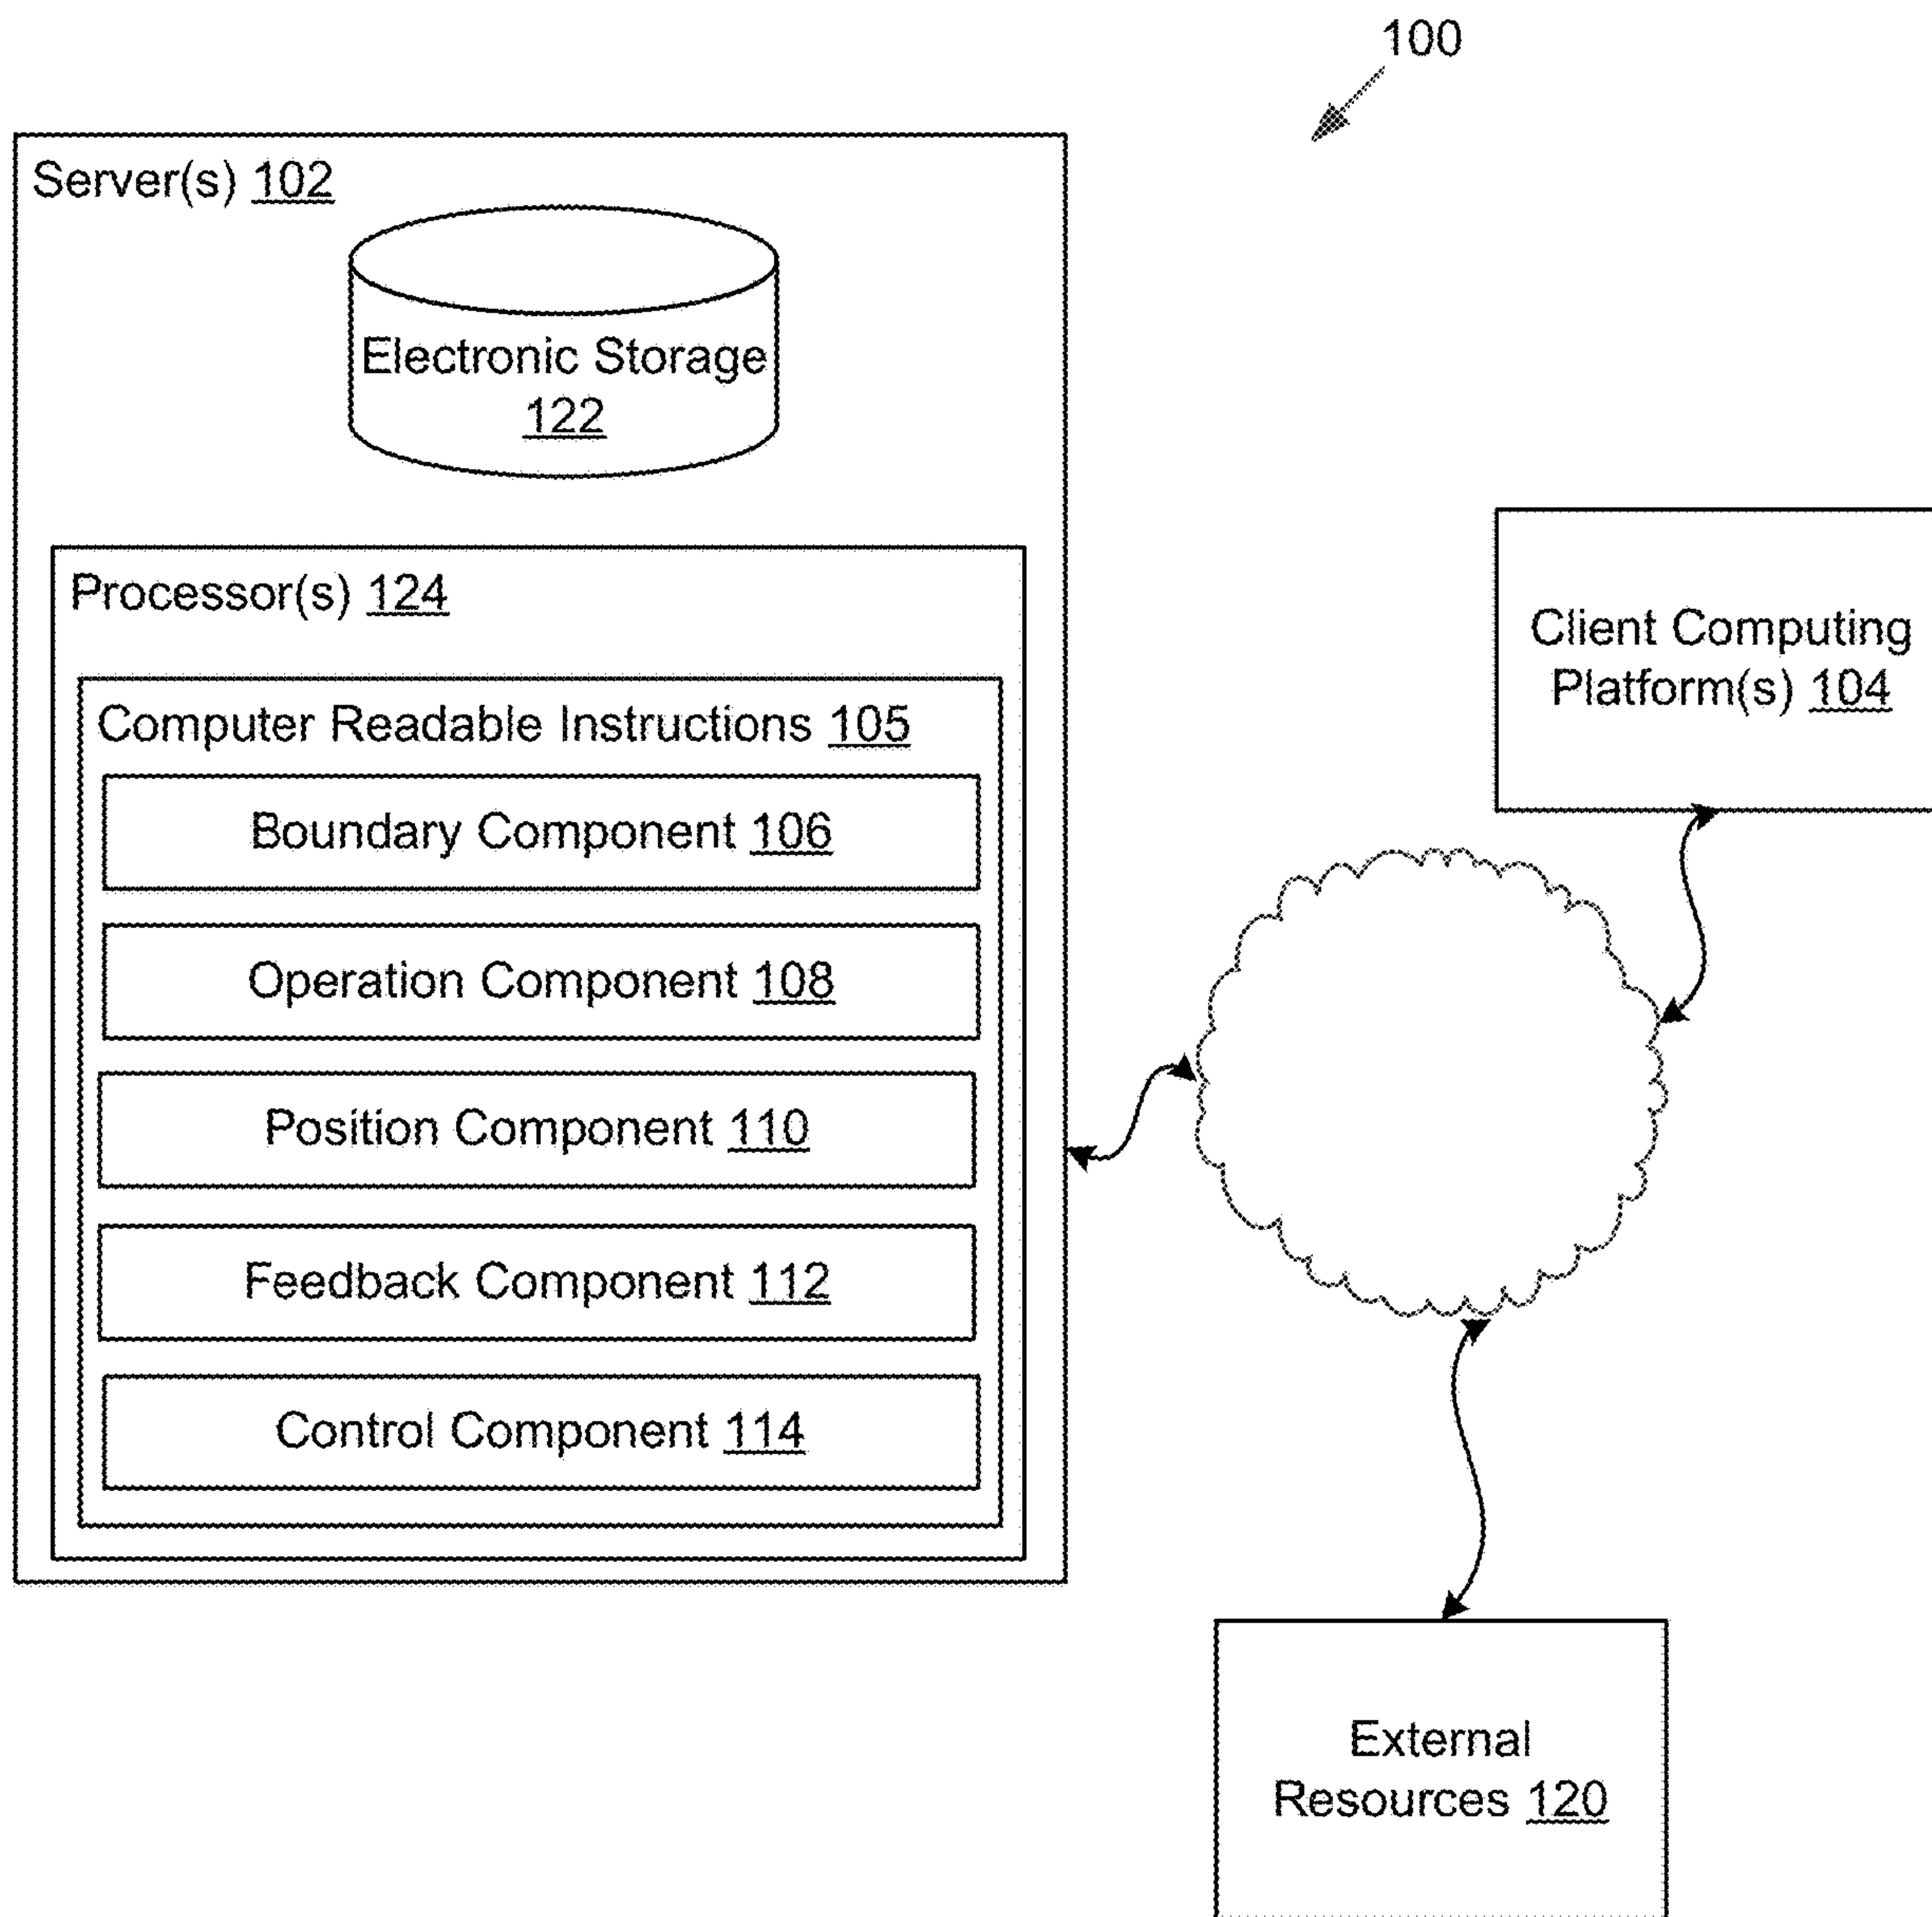 100
Server(s) 102
Electronic Storage
122
Processor(s) 124
Computer Readable Instructions 105
Boundary Component 106
Operation Component 108
Position Component 110
Feedback Component 112
Control Component 114
Client Computing
Platform(s) 104
External
Resources 120